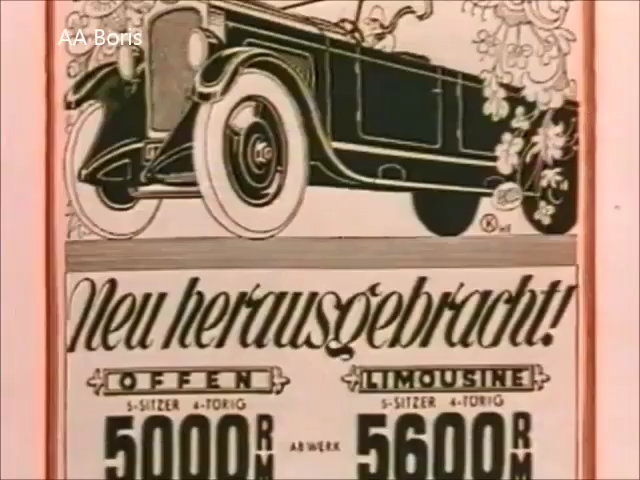 AA Boris
Neu herausgebracht!
OFFEN LIMOUSINE
5-SITZER 4-TÜRIG 5-SITZER 4-TÜRIG
5000 RM AB WERK 5600 RM